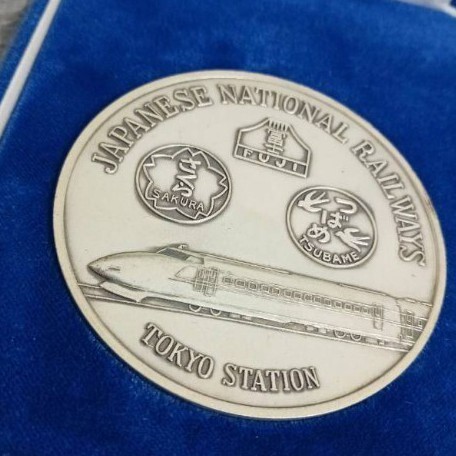 JAPANESE NATIONAL RAILWAYS
富士
FUJI
さくら
SAKURA
つばめ
TSUBAME
TOKYO STATION